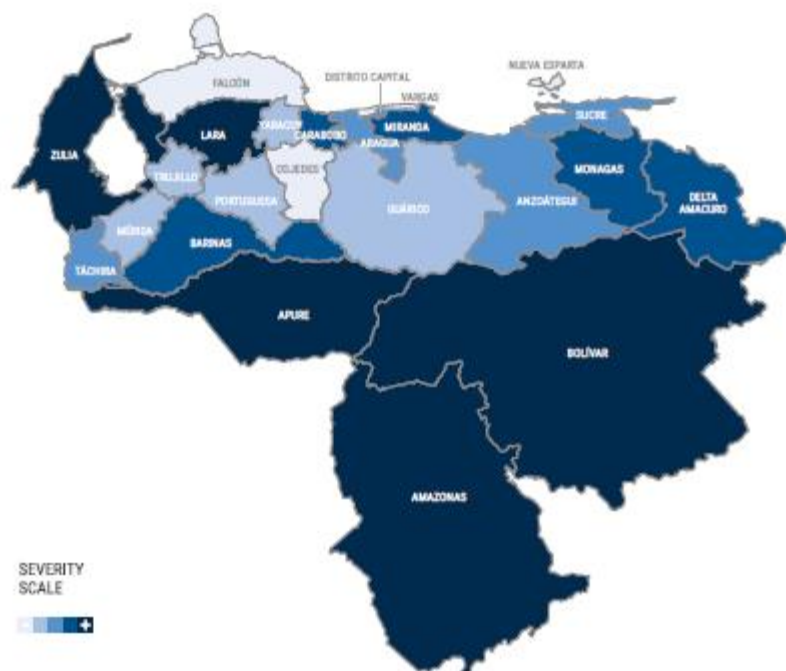 NUEVA ESPARTA
DISTRITO CAPITAL
FALCÓN
VARGAS
SUCRE
LARA
YARACUY
CARABOBO
MIRANDA
ARAGUA
ZULIA
MONAGAS
TRUJILLO
COJEDES
DELTA
AMACURO
PORTUGUESA
ANZOÁTEGUI
GUÁRICO
MÉRIDA
BARINAS
TÁCHIRA
APURE
BOLÍVAR
AMAZONAS
SEVERITY
SCALE
- +